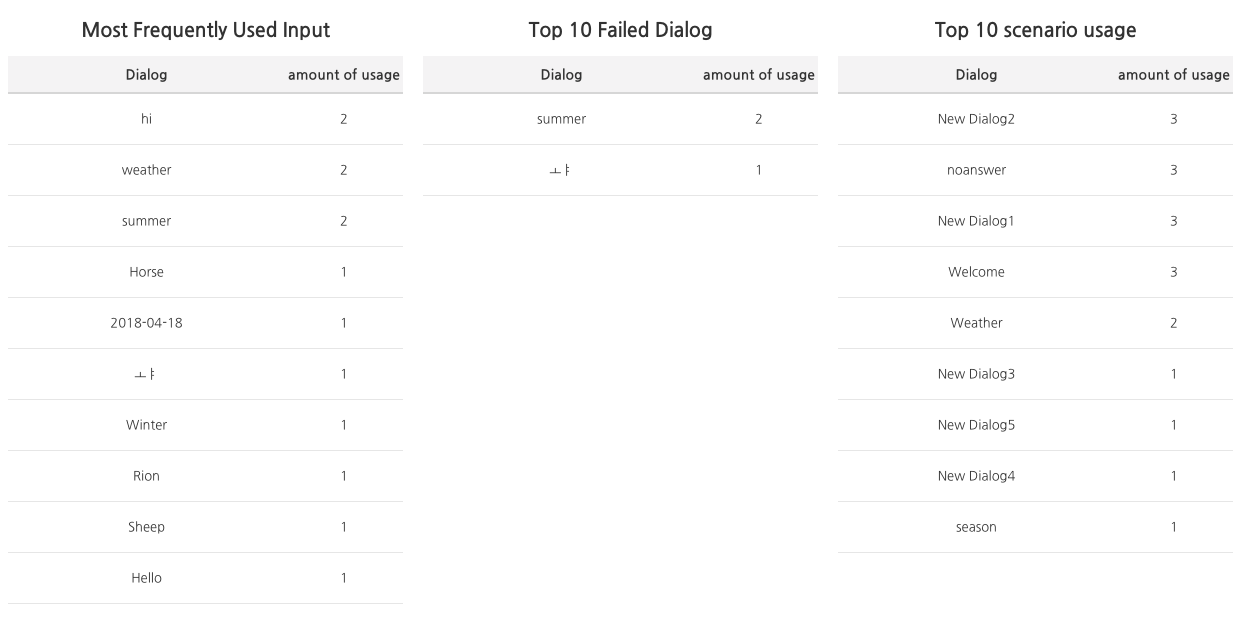 Most Frequently Used Input
Dialog amount of usage
hi 2
weather 2
summer 2
Horse 1
2018-04-18 1
ㅗㅑ 1
Winter 1
Rion 1
Sheep 1
Hello 1
Top 10 Failed Dialog
Dialog amount of usage
summer 2
ㅗㅑ 1
Top 10 scenario usage
Dialog amount of usage
New Dialog2 3
noanswer 3
New Dialog1 3
Welcome 3
Weather 2
New Dialog3 1
New Dialog5 1
New Dialog4 1
season 1